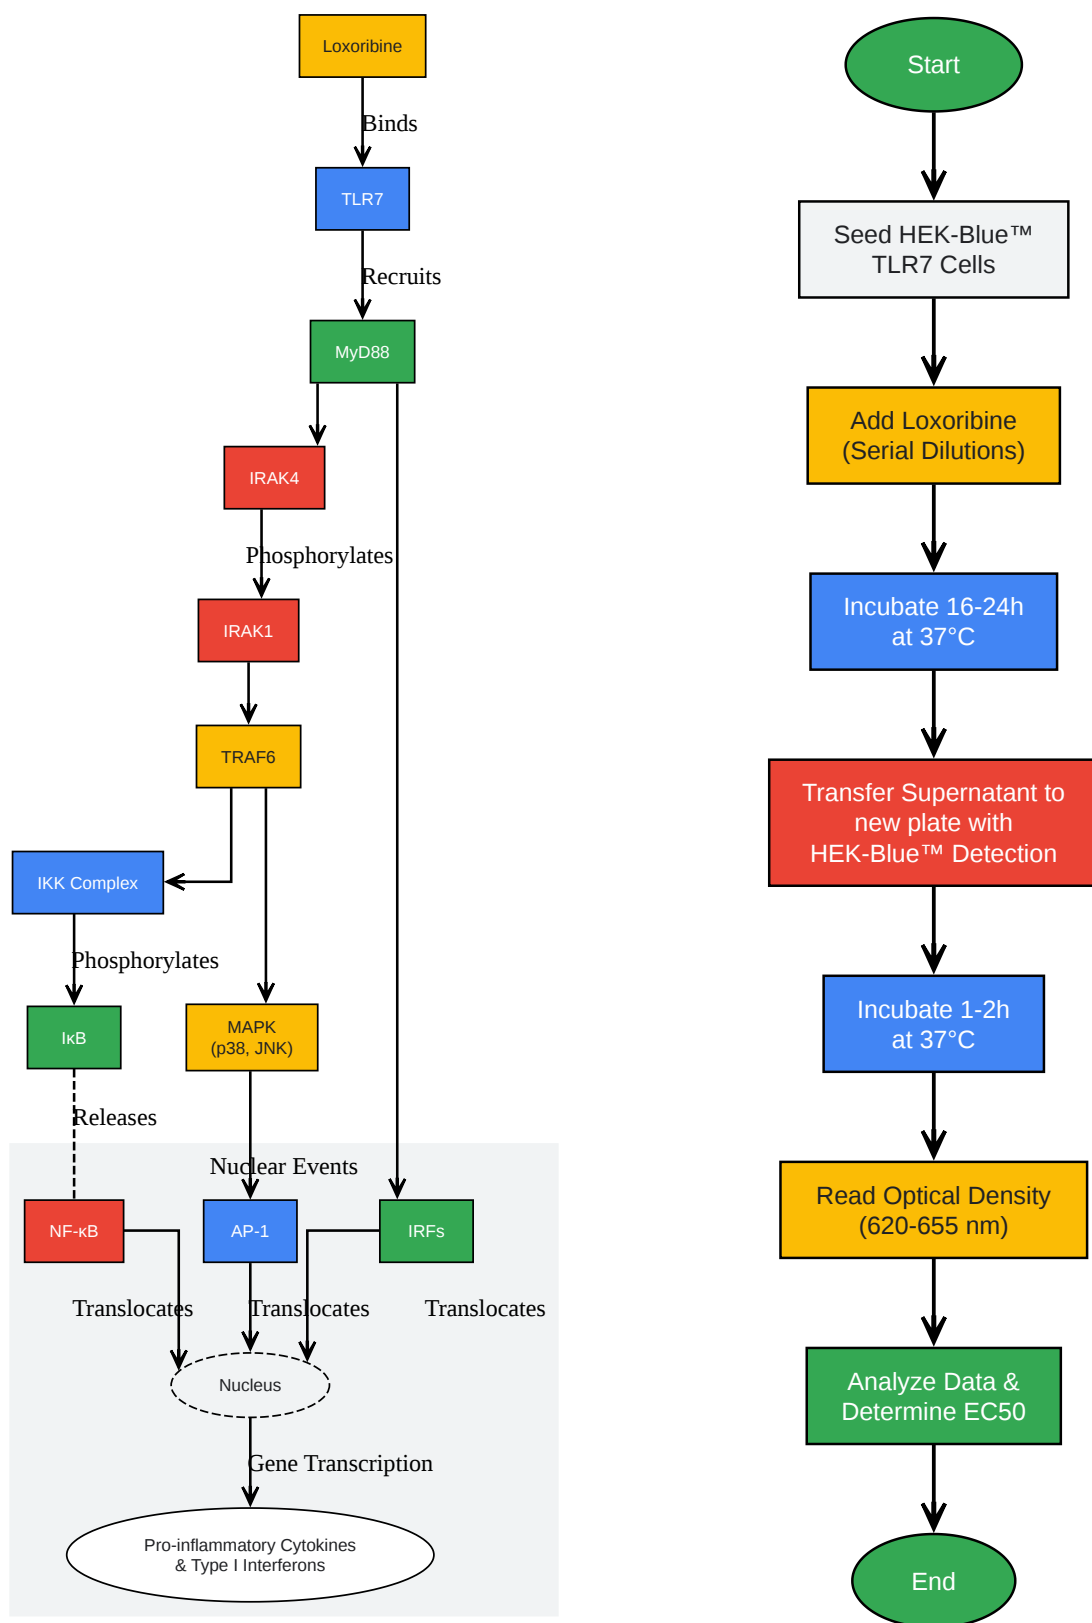 Loxoribine
Binds
TLR7
Recruits
MyD88
IRAK4
Phosphorylates
IRAK1
TRAF6
IKK Complex
Phosphorylates
IκB
MAPK
(p38, JNK)
Releases
Nuclear Events
NF-κB
AP-1
IRFs
Translocates
Translocates
Translocates
Nucleus
Gene Transcription
Pro-inflammatory Cytokines
& Type I Interferons
Start
Seed HEK-Blue™
TLR7 Cells
Add Loxoribine
(Serial Dilutions)
Incubate 16-24h
at 37°C
Transfer Supernatant to
new plate with
HEK-Blue™ Detection
Incubate 1-2h
at 37°C
Read Optical Density
(620-655 nm)
Analyze Data &
Determine EC50
End